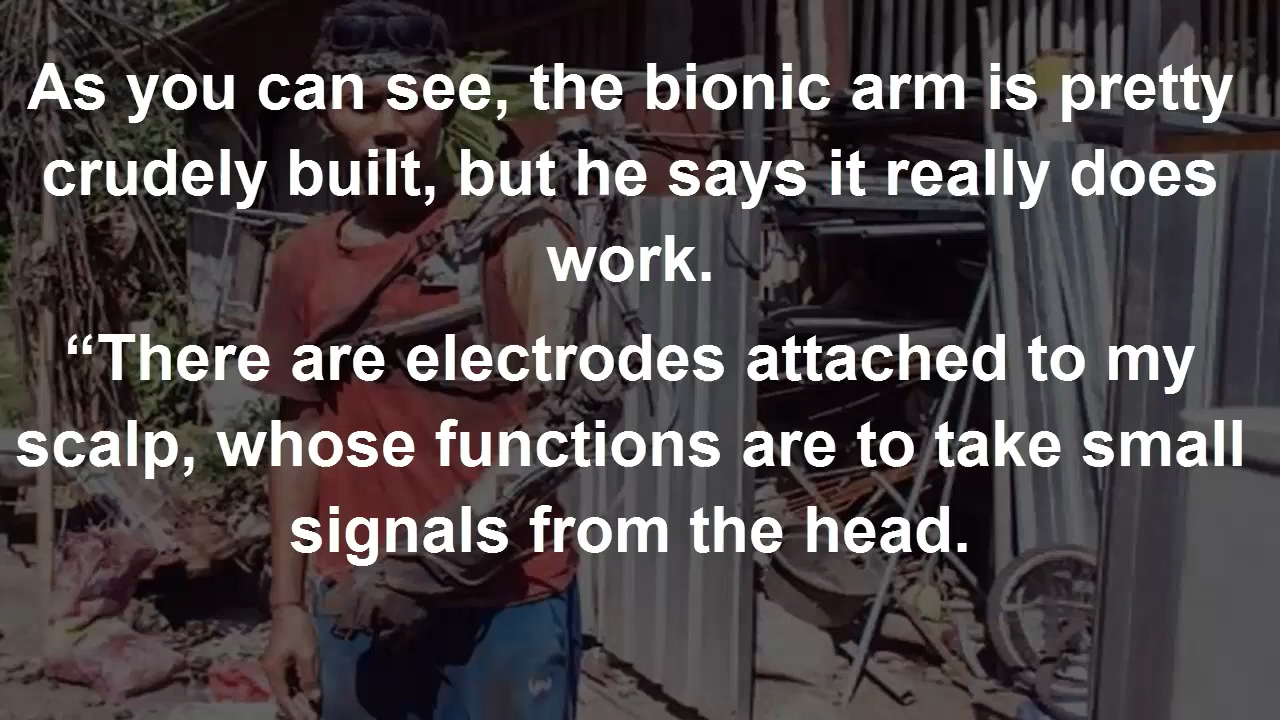 As you can see, the bionic arm is pretty
crudely built, but he says it really does
work.
“There are electrodes attached to my
scalp, whose functions are to take small
signals from the head.